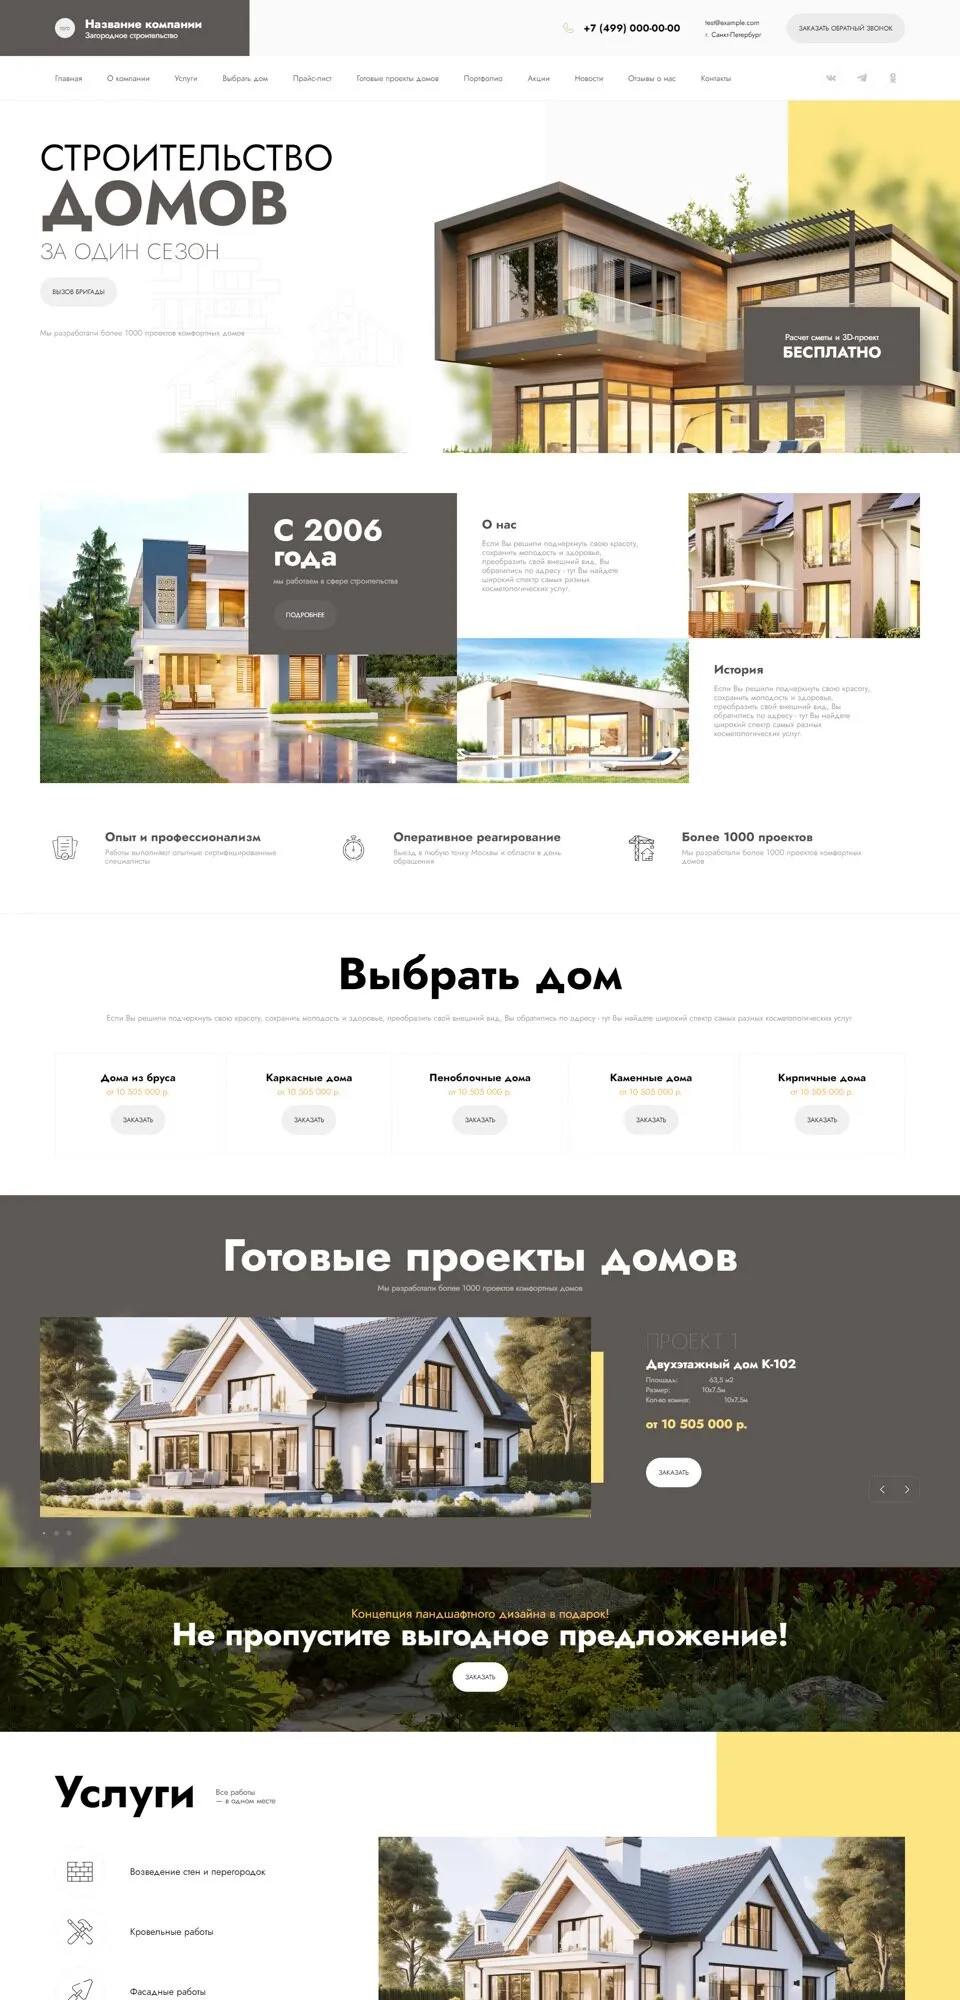 Название компании
Загородное строительство
+7 (499) 000-00-00
test@example.com
г. Санкт-Петербург
ЗАКАЗАТЬ ОБРАТНЫЙ ЗВОНОК
Главная
О компании
Услуги
Выбрать дом
Прайс-лист
Готовые проекты домов
Портфолио
Акции
Новости
Отзывы о нас
Контакты
СТРОИТЕЛЬСТВО
ДОМОВ
ЗА ОДИН СЕЗОН
ВЫЗОВ БРИГАДЫ
Мы разработали более 1000 проектов комфортных домов
Расчет сметы и 3D-проект
БЕСПЛАТНО
С 2006
года
мы работаем в сфере строительства
ПОДРОБНЕЕ
О нас
Если Вы решили подчеркнуть свою красоту,
сохранить молодость и здоровье,
преобразить свой внешний вид, Вы
обратились по адресу - тут Вы найдете
широкий спектр самых разных
косметологических услуг.
История
Если Вы решили подчеркнуть свою красоту,
сохранить молодость и здоровье,
преобразить свой внешний вид, Вы
обратились по адресу - тут Вы найдете
широкий спектр самых разных
косметологических услуг.
Опыт и профессионализм
Работы выполняют опытные сертифицированные
специалисты
Оперативное реагирование
Выезд в любую точку Москвы и области в день
обращения
Более 1000 проектов
Мы разработали более 1000 проектов комфортных
домов
Выбрать дом
Если Вы решили подчеркнуть свою красоту, сохранить молодость и здоровье, преобразить свой внешний вид, Вы обратились по адресу - тут Вы найдете широкий спектр самых разных косметологических услуг.
Дома из бруса
от 10 505 000 р.
ЗАКАЗАТЬ
Каркасные дома
от 10 505 000 р.
ЗАКАЗАТЬ
Пеноблочные дома
от 10 505 000 р.
ЗАКАЗАТЬ
Каменные дома
от 10 505 000 р.
ЗАКАЗАТЬ
Кирпичные дома
от 10 505 000 р.
ЗАКАЗАТЬ
Готовые проекты домов
Мы разработали более 1000 проектов комфортных домов
ПРОЕКТ 1
Двухэтажный дом К-102
Площадь: 63,5 м2
Размер: 10х7.5м
Кол-во комнат: 10х7.5м
от 10 505 000 р.
ЗАКАЗАТЬ
Концепция ландшафтного дизайна в подарок!
Не пропустите выгодное предложение!
ЗАКАЗАТЬ
Услуги
Все работы
— в одном месте
Возведение стен и перегородок
Кровельные работы
Фасадные работы